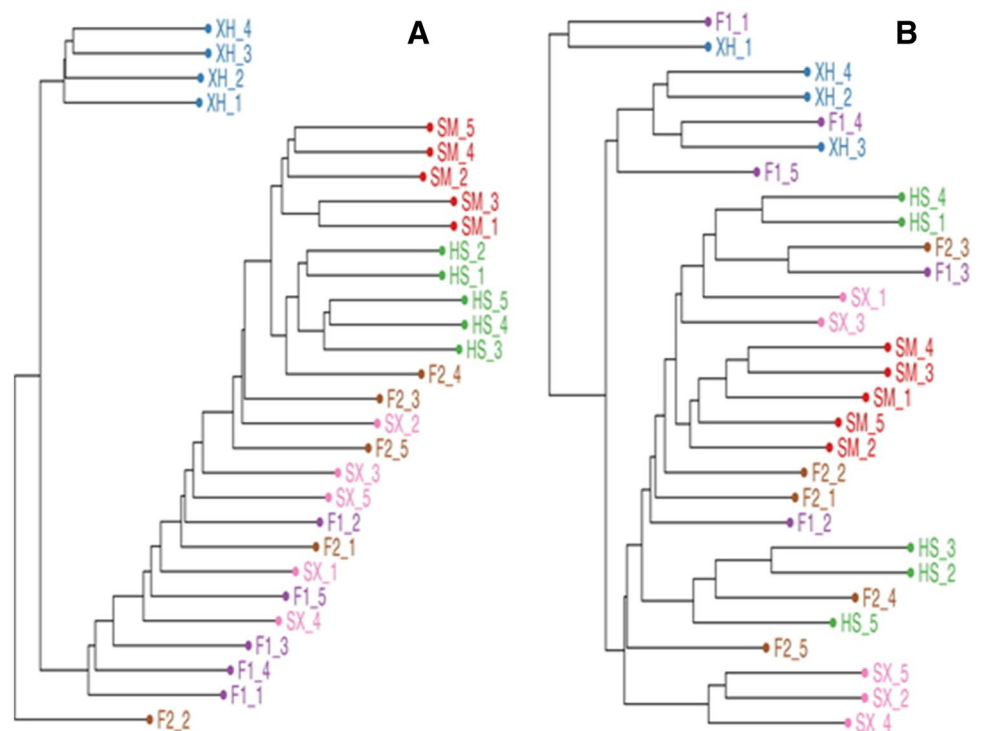 A
XH_4
XH_3
XH_2
XH_1
SM_5
SM_4
SM_2
SM_3
SM_1
HS_2
HS_1
HS_5
HS_4
HS_3
F2_4
F2_3
SX_2
F2_5
SX_3
SX_5
F1_2
F2_1
SX_1
F1_5
SX_4
F1_3
F1_4
F1_1
F2_2
B
F1_1
XH_1
XH_4
XH_2
F1_4
XH_3
F1_5
HS_4
HS_1
F2_3
F1_3
SX_1
SX_3
SM_4
SM_3
SM_1
SM_5
SM_2
F2_2
F2_1
F1_2
HS_3
HS_2
F2_4
HS_5
F2_5
SX_5
SX_2
SX_4